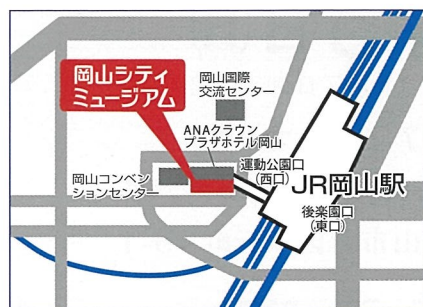 岡山シティ
ミュージアム
岡山国際
交流センター
ANAクラウン
プラザホテル岡山
岡山コンベン
ションセンター
運動公園口
(西口)
JR岡山駅
後楽園口
(東口)